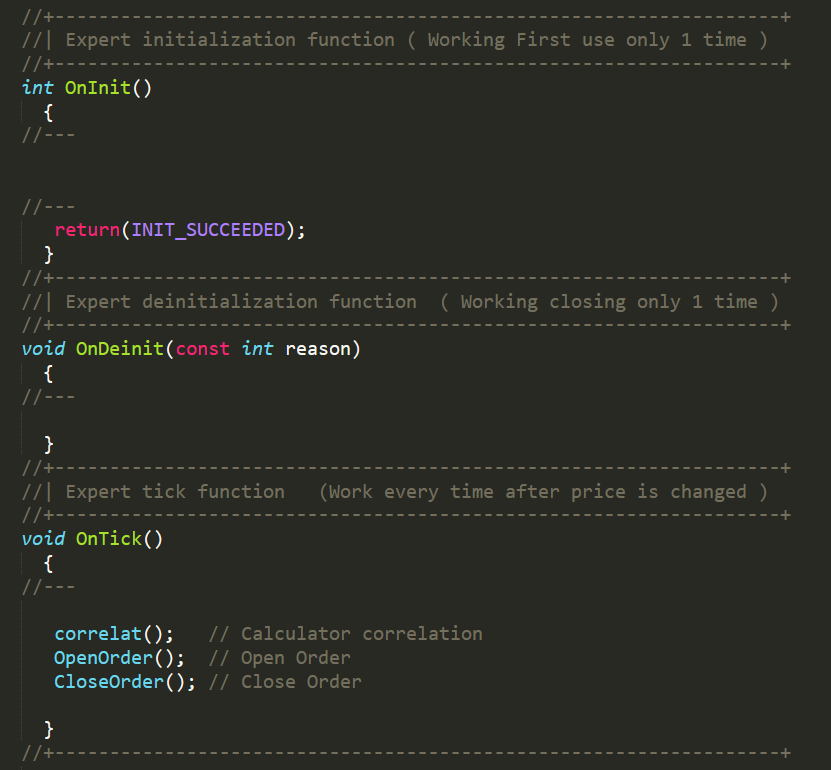 //+------------------------------------------------------------------+
//| Expert initialization function ( Working First use only 1 time )
//+------------------------------------------------------------------+
int OnInit()
  {
//---
//---
   return(INIT_SUCCEEDED);
  }
//+------------------------------------------------------------------+
//| Expert deinitialization function  ( Working closing only 1 time )
//+------------------------------------------------------------------+
void OnDeinit(const int reason)
  {
//---
  }
//+------------------------------------------------------------------+
//| Expert tick function   (Work every time after price is changed )
//+------------------------------------------------------------------+
void OnTick()
  {
//---
   correlat();   // Calculator correlation
   OpenOrder();  // Open Order
   CloseOrder(); // Close Order
  }
//+------------------------------------------------------------------+